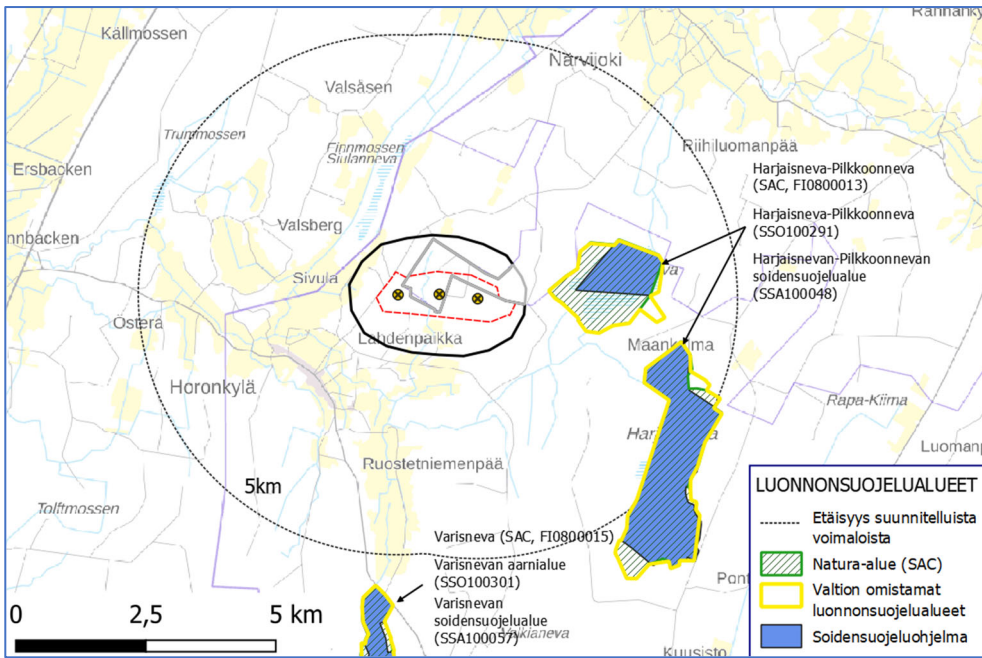 Källmossen
Rannanky
Närvijoki
Valsåsen
Trummossen
Finnmossen
Siulanneva
Riihiluomanpää
Ersbacken
Harjaisneva-Pilkkoonneva
(SAC, FI0800013)
Harjaisneva-Pilkkoonneva
(SSO100291)
Harjaisnevan-Pilkkoonnevan
soidensuojelualue
(SSA100048)
Valsberg
nnbäcken
Sivula
Österå
Lahdenpaikka
Horonkylä
Rapa-Kiima
Luomanp
Ruostetniemenpää
5km
Tolftmossen
Varisneva (SAC, FI0800015)
Varisnevan aarnialue
(SSO100301)
Varisnevan
soidensuojelualue
(SSA100057)
Pont
Kuusisto
0 2,5 5 km
LUONNONSUOJELUALUEET
Etäisyys suunnitelluista
voimaloista
Natura-alue (SAC)
Valtion omistamat
luonnonsuojelualueet
Soidensuojeluohjelma